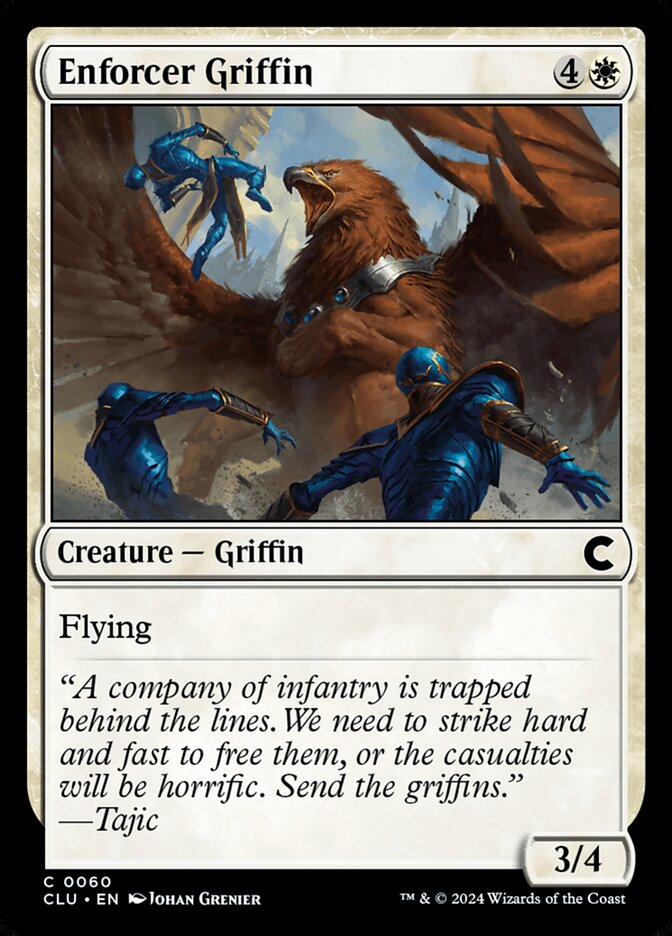 Enforcer Griffin 4
Creature — Griffin
Flying
“A company of infantry is trapped
behind the lines. We need to strike hard
and fast to free them, or the casualties
will be horrific. Send the griffins.”
—Tajic
3/4
C 0060
CLU • EN Johan Grenier
™ & © 2024 Wizards of the Coast